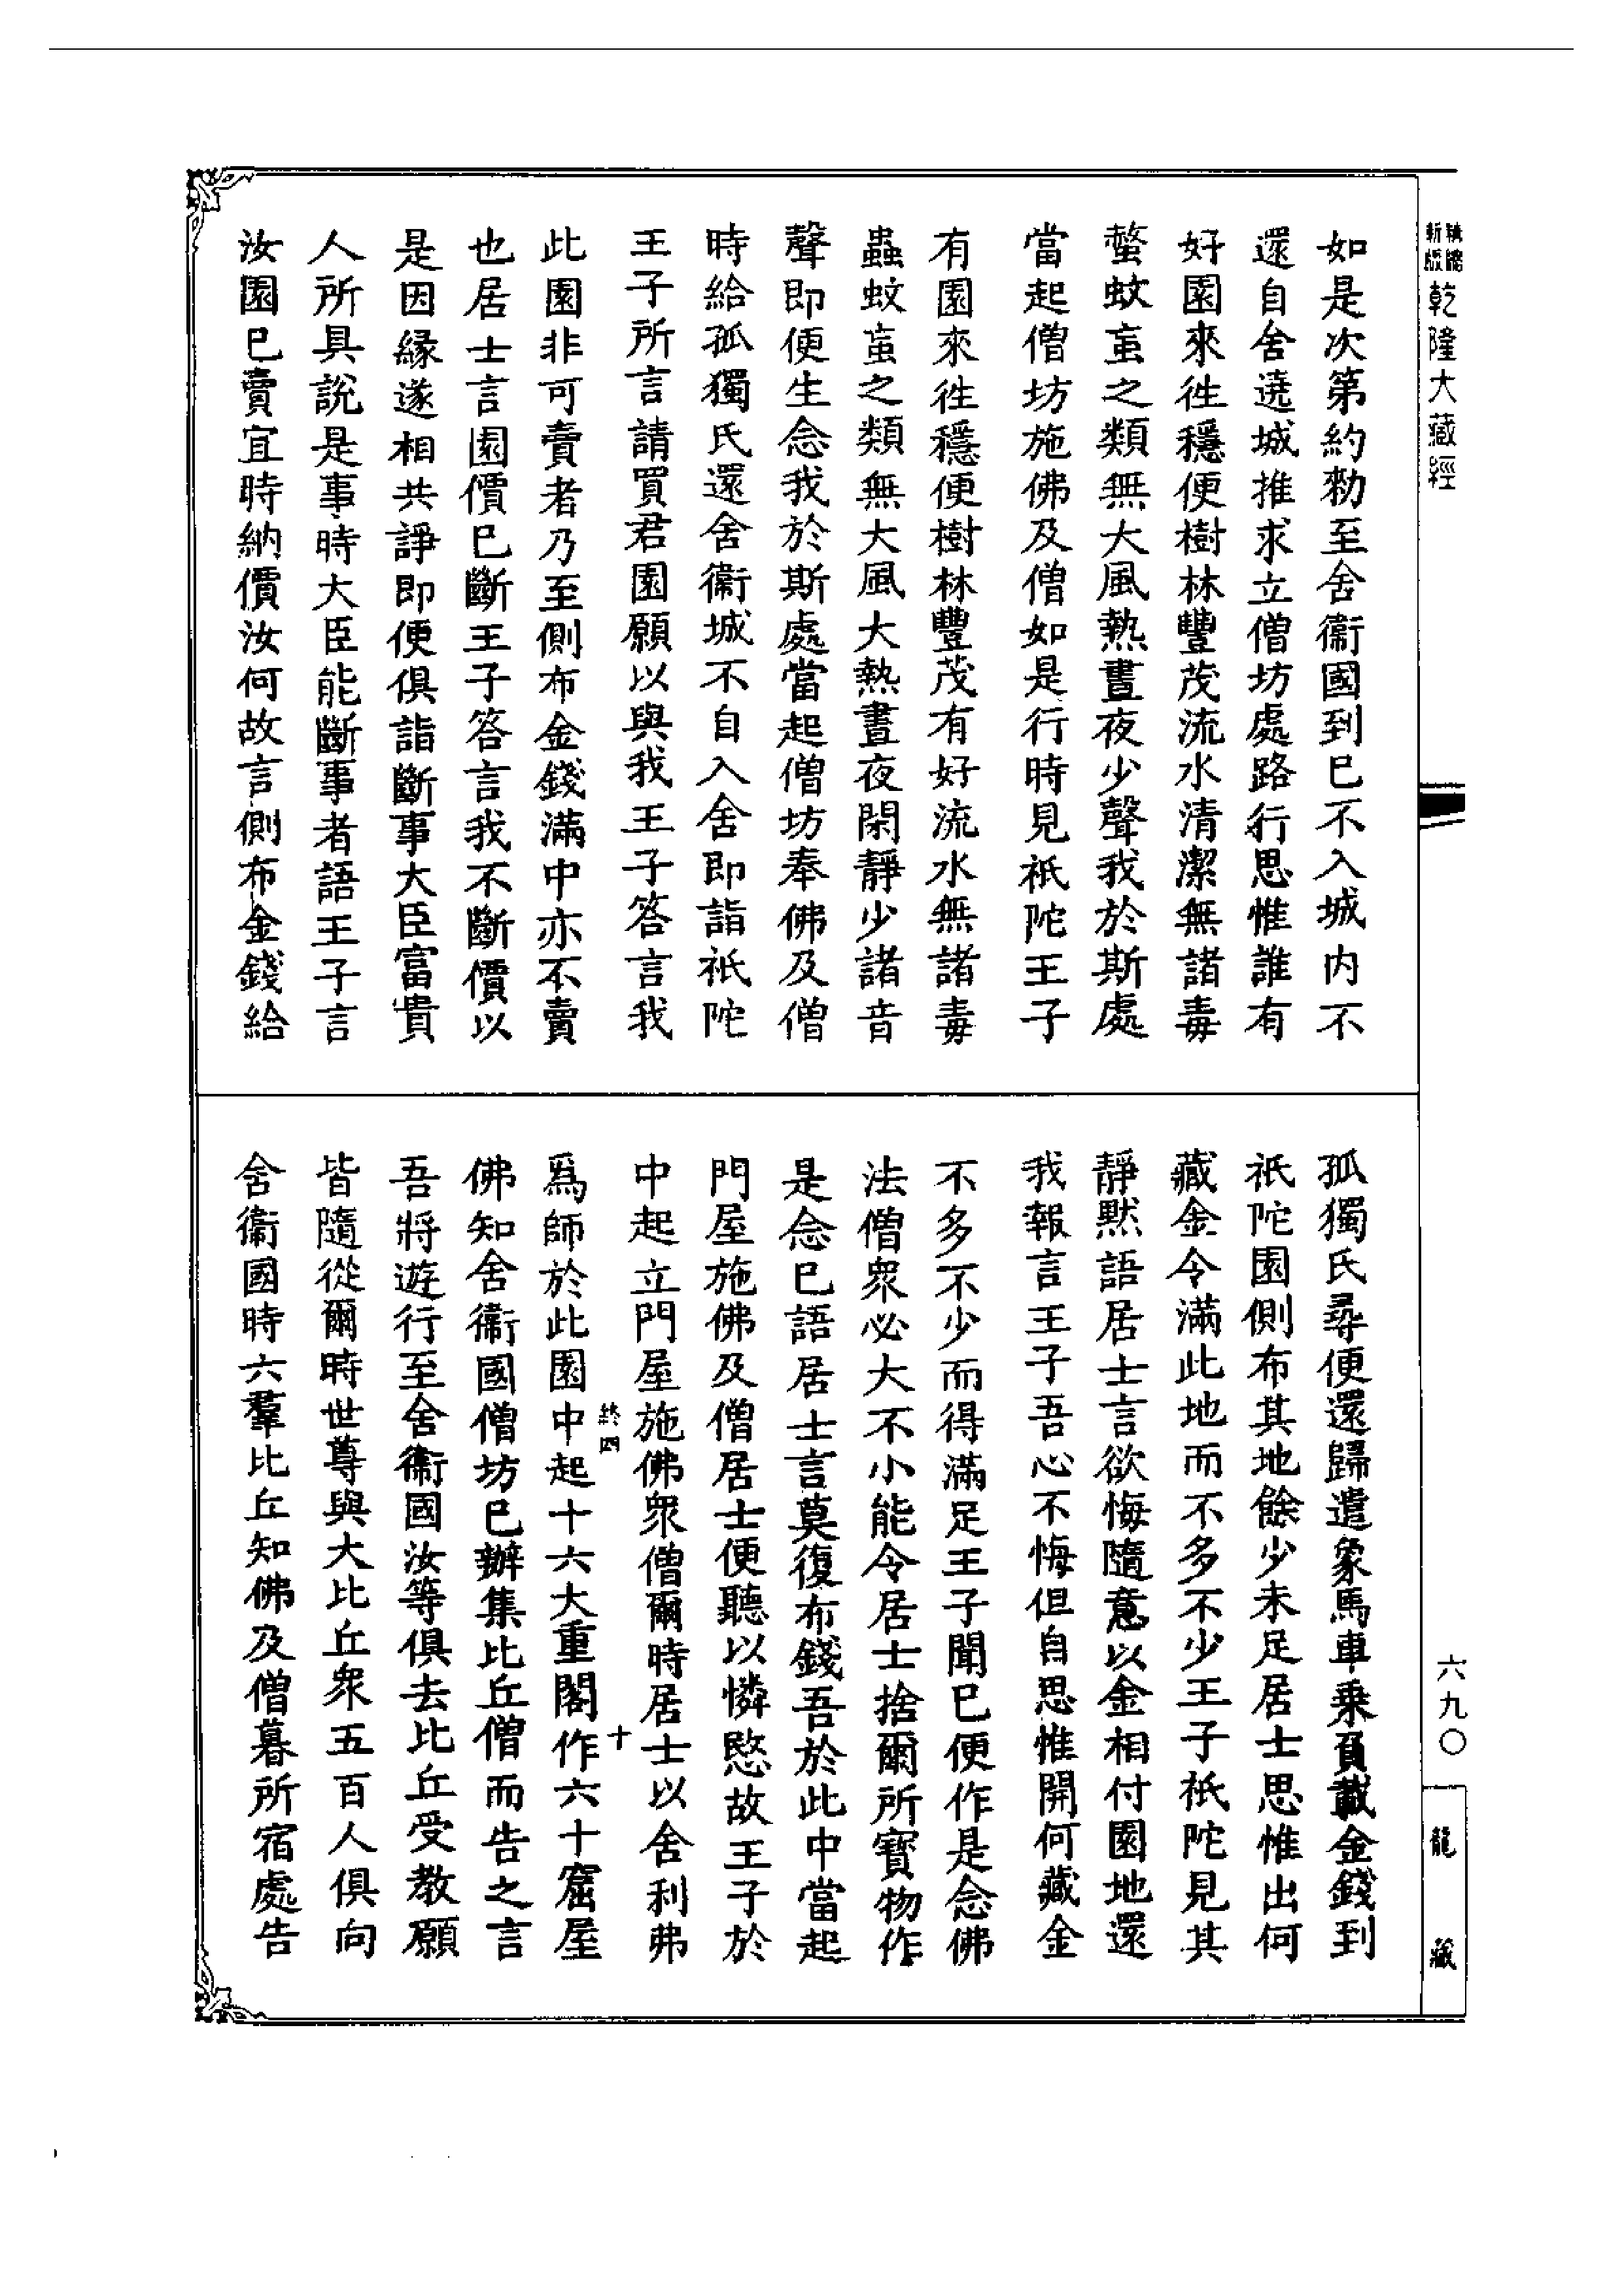 新版
乾隆大藏經
如是次第約勑至舍衞國到已不入城内不
還自舍遶城推求立僧坊處路行思惟誰有
好園來徃穩便樹林豐茂流水清潔無諸毒
螫蚊䖟之類無大風熱晝夜少聲我於斯處
當起僧坊施佛及僧如是行時見祇陀王子
有園來徃穩便樹林豐茂有好流水無諸毒
蟲蚊䖟之類無大風大熱晝夜閑靜少諸音
聲即便生念我於斯處當起僧坊奉佛及僧
時給孤獨氏還舍衞城不自入舍即詣祇陀
王子所言請買君園願以與我王子答言我
此園非可賣者乃至側布金錢滿中亦不賣
也居士言園價已斷王子答言我不斷價以
是因緣遂相共諍即便俱詣斷事大臣富貴
人所具說是事時大臣能斷事者語王子言
汝園已賣宜時納價汝何故言側布金錢給
孤獨氏尋便還歸遣象馬車乗負載金錢到
祇陀園側布其地餘少未足居士思惟出何
藏金令滿此地而不多不少王子祇陀見其
靜默語居士言欲悔隨意以金相付園地還
我報言王子吾心不悔但自思惟開何藏金
不多不少而得滿足王子聞已便作是念佛
法僧衆必大不小能令居士捨爾所寶物作
是念已語居士言莫復布錢吾於此中當起
門屋施佛及僧居士便聽以憐愍故王子於
中起立門屋施佛衆僧爾時居士以舍利弗
終四
十
爲師於此園中起十六大重閣作六十窟屋
佛知舍衞國僧坊已辦集比丘僧而告之言
吾將遊行至舍衞國汝等俱去比丘受教願
皆隨從爾時世尊與大比丘衆五百人俱向
舍衞國時六羣比丘知佛及僧暮所宿處告
六九〇
龍藏